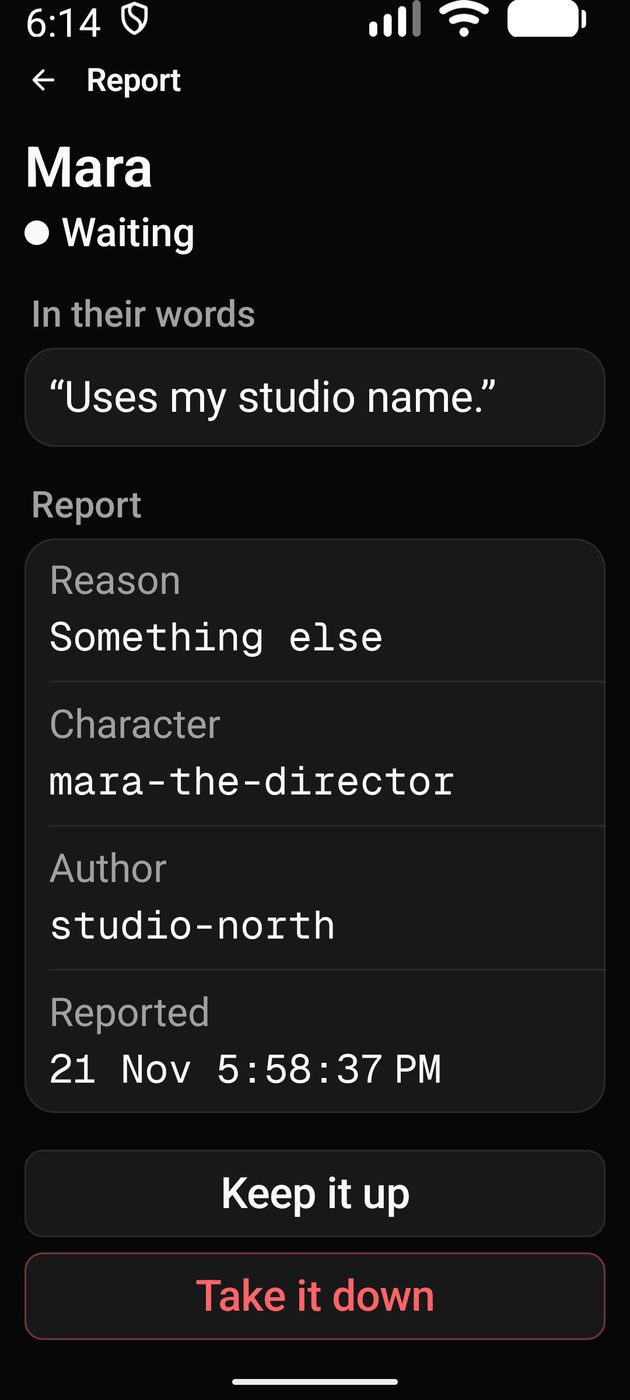 6:14
Report
Mara
Waiting
In their words
“Uses my studio name.”
Report
Reason
Something else
Character
mara-the-director
Author
studio-north
Reported
21 Nov 5:58:37 PM
Keep it up
Take it down